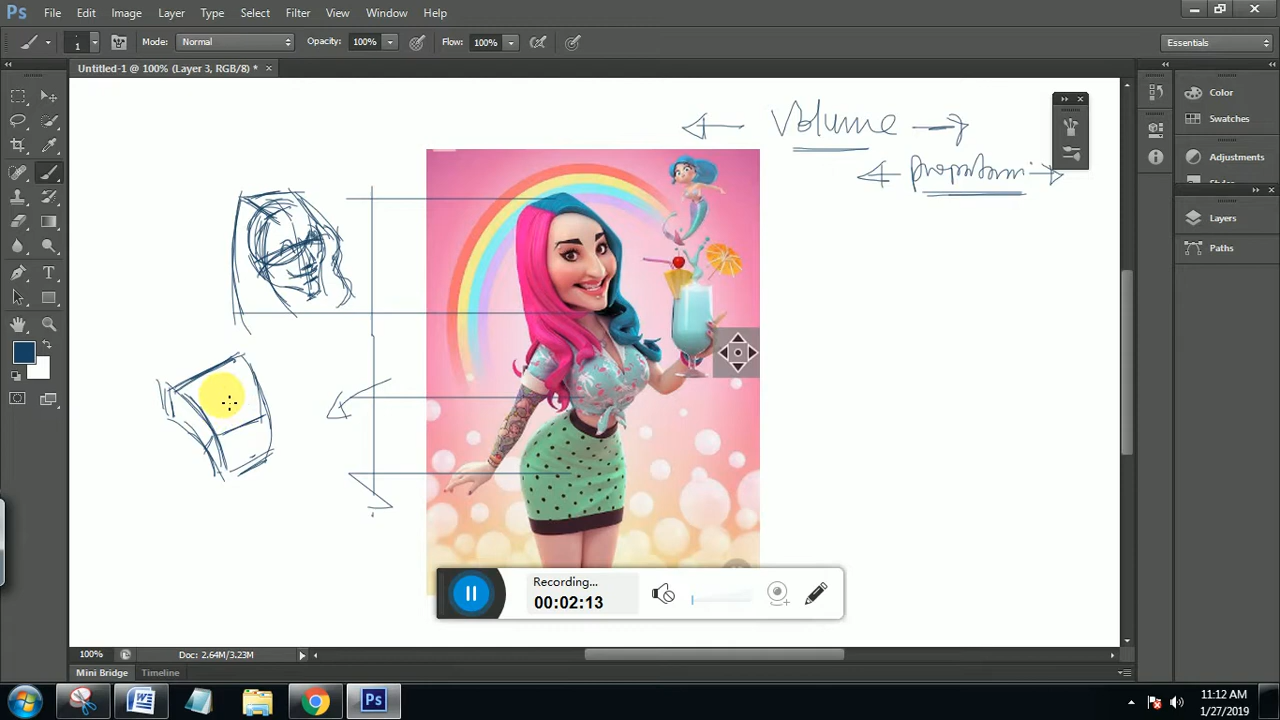 Ps File Edit Image Layer Type Select Filter View Window Help
1 Mode: Normal Opacity: 100% Flow: 100% Essentials
Untitled-1 @ 100% (Layer 3, RGB/8) *
Volume
Color
Swatches
Adjustments
Layers
Paths
Recording...
00:02:13
100% Doc: 2.64M/3.23M
Mini Bridge Timeline
Ps
11:12 AM
1/27/2019